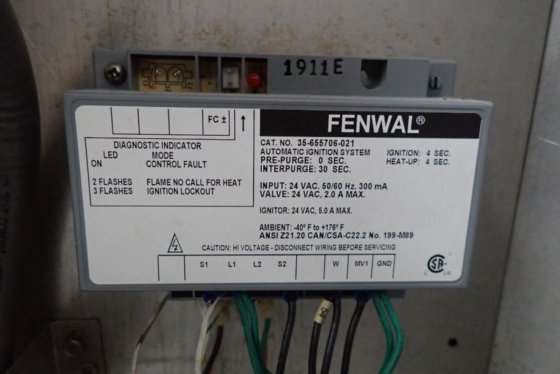 1911E
FC ±
FENWAL®
DIAGNOSTIC INDICATOR
LED MODE
ON CONTROL FAULT
2 FLASHES FLAME NO CALL FOR HEAT
3 FLASHES IGNITION LOCKOUT
CAT. NO. 35-655706-021
AUTOMATIC IGNITION SYSTEM IGNITION: 4 SEC.
PRE-PURGE: 0 SEC. HEAT-UP: 4 SEC.
INTERPURGE: 30 SEC.
INPUT: 24 VAC, 50/60 Hz, 300 mA
VALVE: 24 VAC, 2.0 A MAX.
IGNITOR: 24 VAC, 5.0 A MAX.
AMBIENT: -40° F to +176° F
ANSI Z21.20 CAN/CSA-C22.2 No. 199-M89
CAUTION: HI VOLTAGE - DISCONNECT WIRING BEFORE SERVICING
S1 L1 L2 S2 W MV1 GND